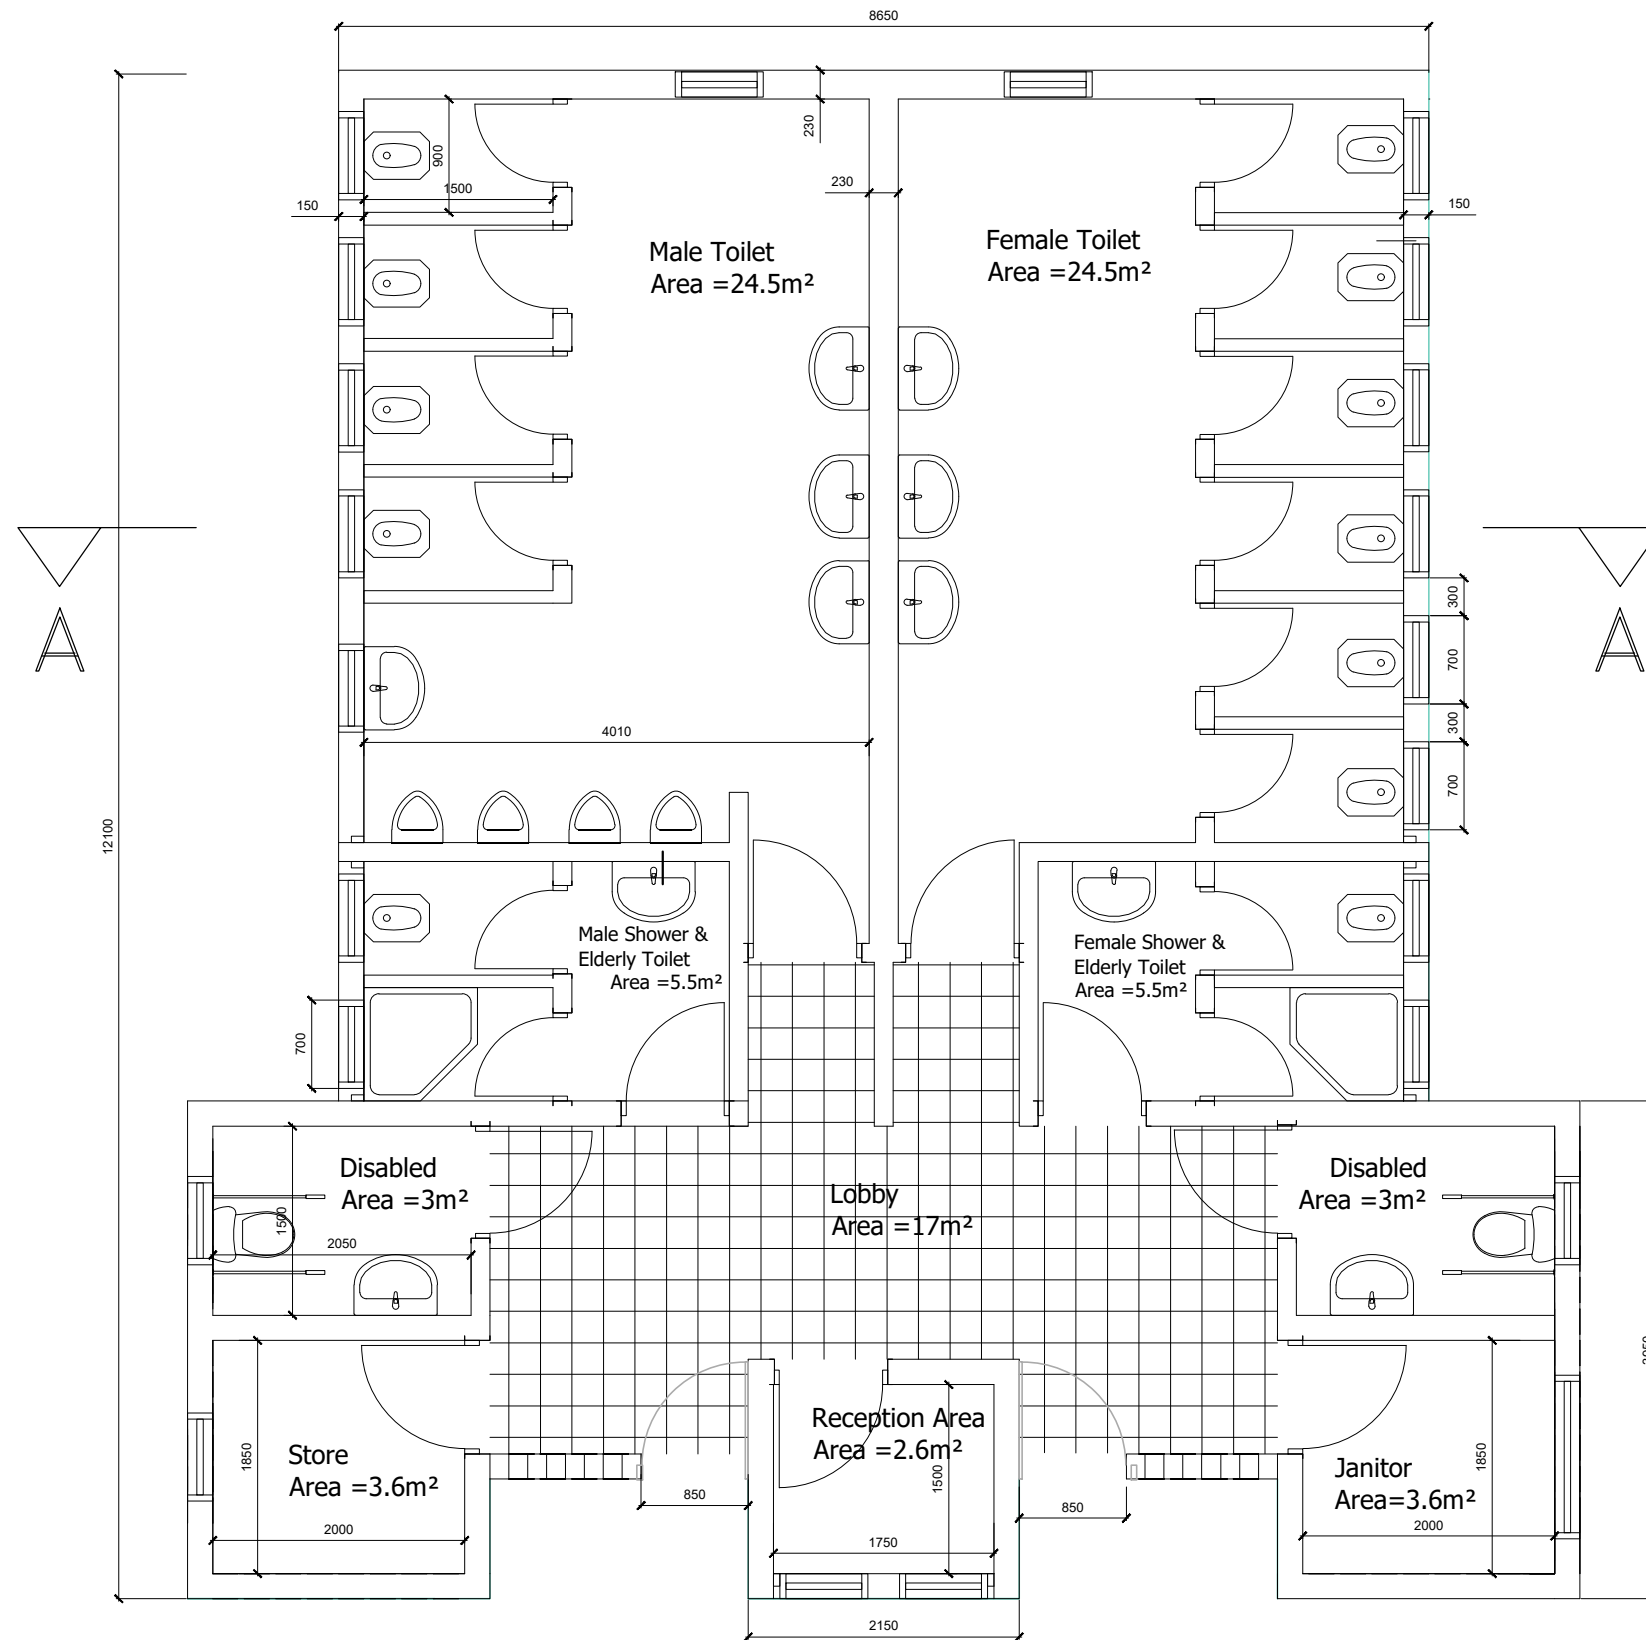 8650
230
900
1500
150
230
150
Male Toilet
Area =24.5m²
Female Toilet
Area =24.5m²
A
A
300
700
300
700
4010
12100
Male Shower &
Elderly Toilet
Area =5.5m²
Female Shower &
Elderly Toilet
Area =5.5m²
700
Disabled
Area =3m²
1500
2050
Lobby
Area =17m²
Disabled
Area =3m²
Store
Area =3.6m²
1850
2000
850
Reception Area
Area =2.6m²
1500
1750
850
Janitor
Area=3.6m²
1850
2000
2150